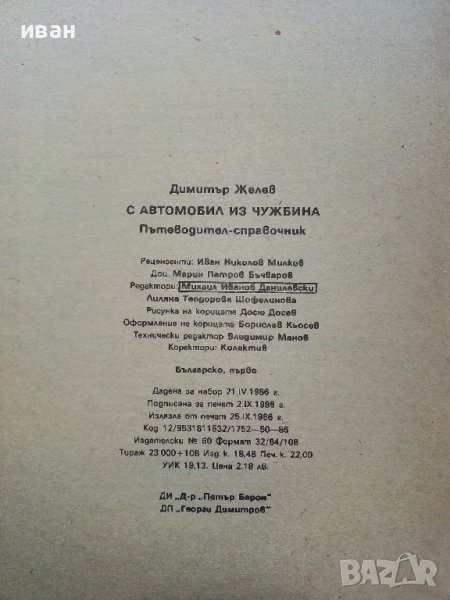 иван
Димитър Желев
С АВТОМОБИЛ ИЗ ЧУЖБИНА
Пътеводител-справочник
Рецензенти: Иван Николов Милков
Доц. Марин Петров Бъчваров
Редактори: Михаил Иванов Данилевски
Лиляна Теодорова Шофелинова
Рисунка на корицата Досю Досев
Оформление на корицата Борислав Кьосев
Технически редактор Владимир Манов
Коректори: Колектив
Българско, първо
Дадена за набор 21.IV.1986 г.
Подписана за печат 2.IX.1986 г.
Излязла от печат 25.IX.1986 г.
Код 12/9531811532/1752—50—86
Издателски № 60 Формат 32/84/108
Тираж 23 000+108 Изд к. 18,48 Печ. к. 22,00
УИК 19,13. Цена 2.18 лв.
ДИ „Д-р „Петър Берон"
ДП „Георги Димитров"
BAZAR.bg